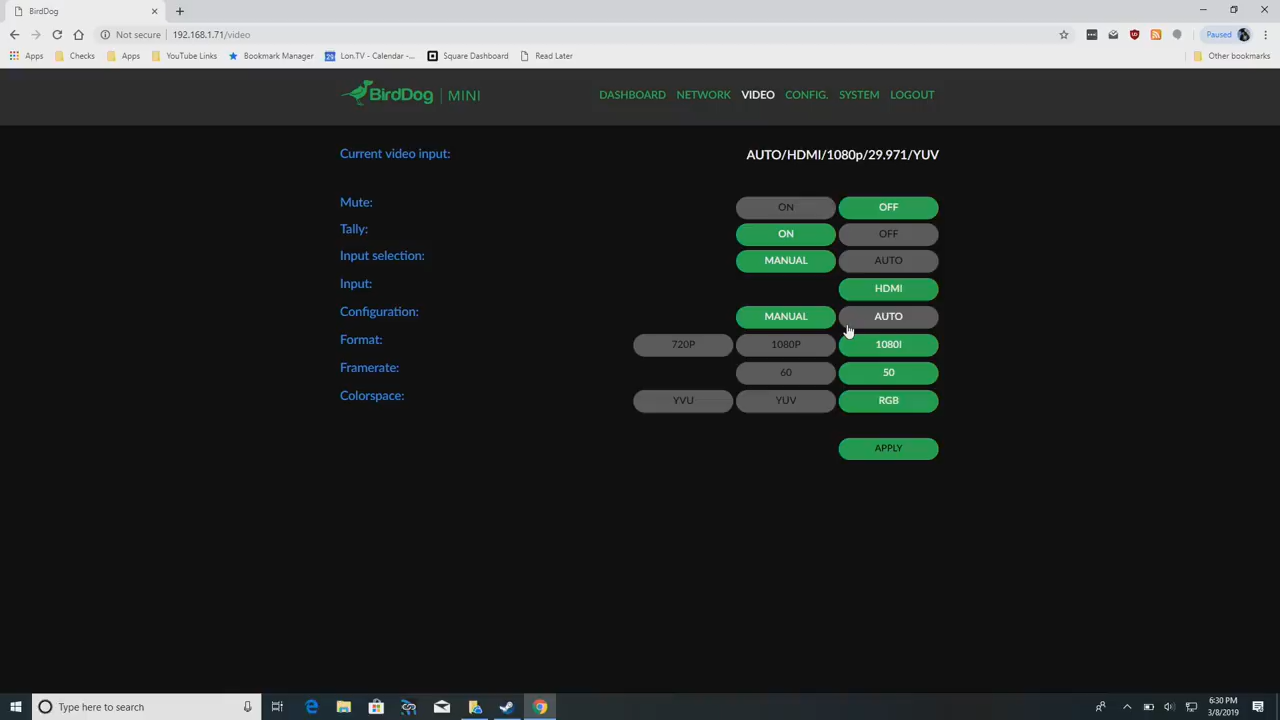 BirdDog
Not secure 192.168.1.71/video Paused
Apps Checks Apps YouTube Links Bookmark Manager Lon.TV - Calendar -... Square Dashboard Read Later Other bookmarks
BirdDog | MINI DASHBOARD NETWORK VIDEO CONFIG. SYSTEM LOGOUT
Current video input: AUTO/HDMI/1080p/29.971/YUV
Mute: ON OFF
Tally: ON OFF
Input selection: MANUAL AUTO
Input: HDMI
Configuration: MANUAL AUTO
Format: 720P 1080P 1080I
Framerate: 60 50
Colorspace: YVU YUV RGB
APPLY
Type here to search 6:30 PM
3/8/2019